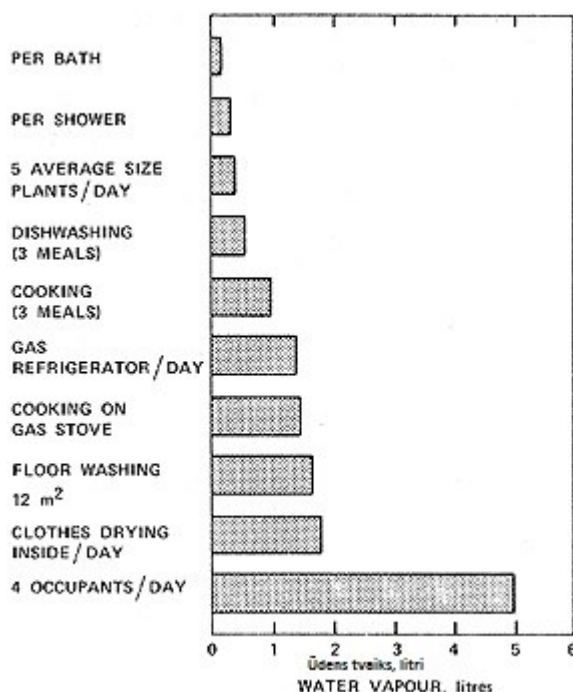 PER BATH
PER SHOWER
5 AVERAGE SIZE
PLANTS/DAY
DISHWASHING
(3 MEALS)
COOKING
(3 MEALS)
GAS
REFRIGERATOR/DAY
COOKING ON
GAS STOVE
FLOOR WASHING
12 m²
CLOTHES DRYING
INSIDE/DAY
4 OCCUPANTS/DAY
0 1 2 3 4 5 6
Ūdens tvaiks, litri
WATER VAPOUR, litres